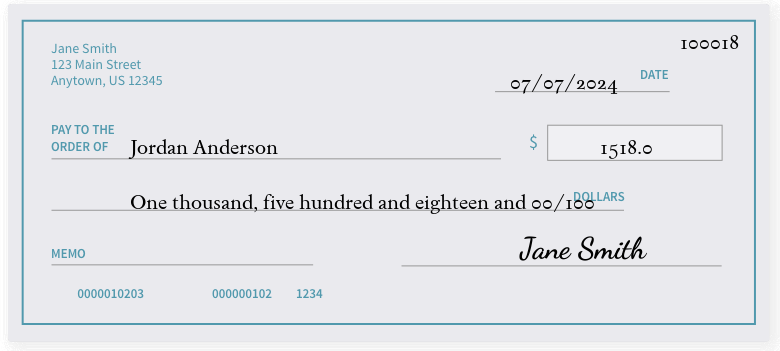 100018
Jane Smith
123 Main Street
Anytown, US 12345
07/07/2024 DATE
PAY TO THE
ORDER OF Jordan Anderson $ 1518.0
One thousand, five hundred and eighteen and 00/100 DOLLARS
MEMO Jane Smith
0000010203 000000102 1234